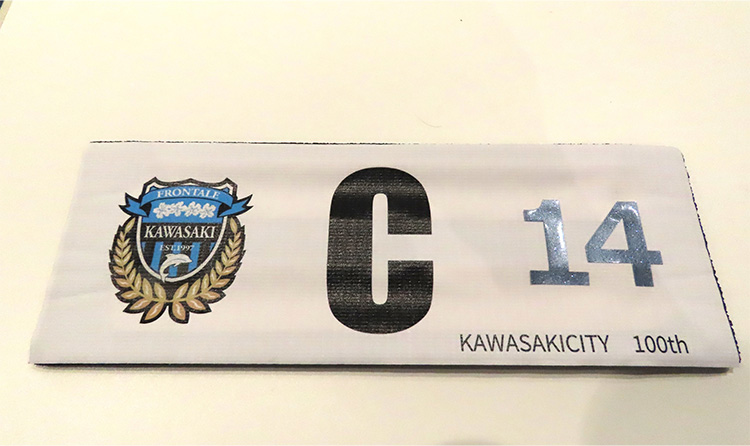 FRONTALE
KAWASAKI
EST.1997
C
14
KAWASAKICITY 100th